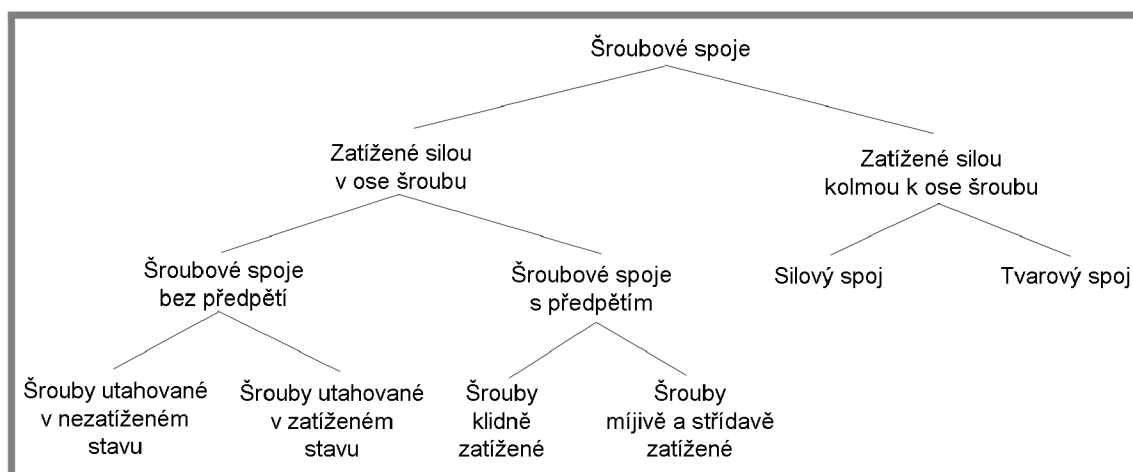 Šroubové spoje
Zatížené silou
v ose šroubu
Zatížené silou
kolmou k ose šroubu
Šroubové spoje
bez předpětí
Šroubové spoje
s předpětím
Silový spoj
Tvarový spoj
Šrouby utahované
v nezatíženém
stavu
Šrouby utahované
v zatíženém
stavu
Šrouby
klidně
zatížené
Šrouby
míjivě a střídavě
zatížené